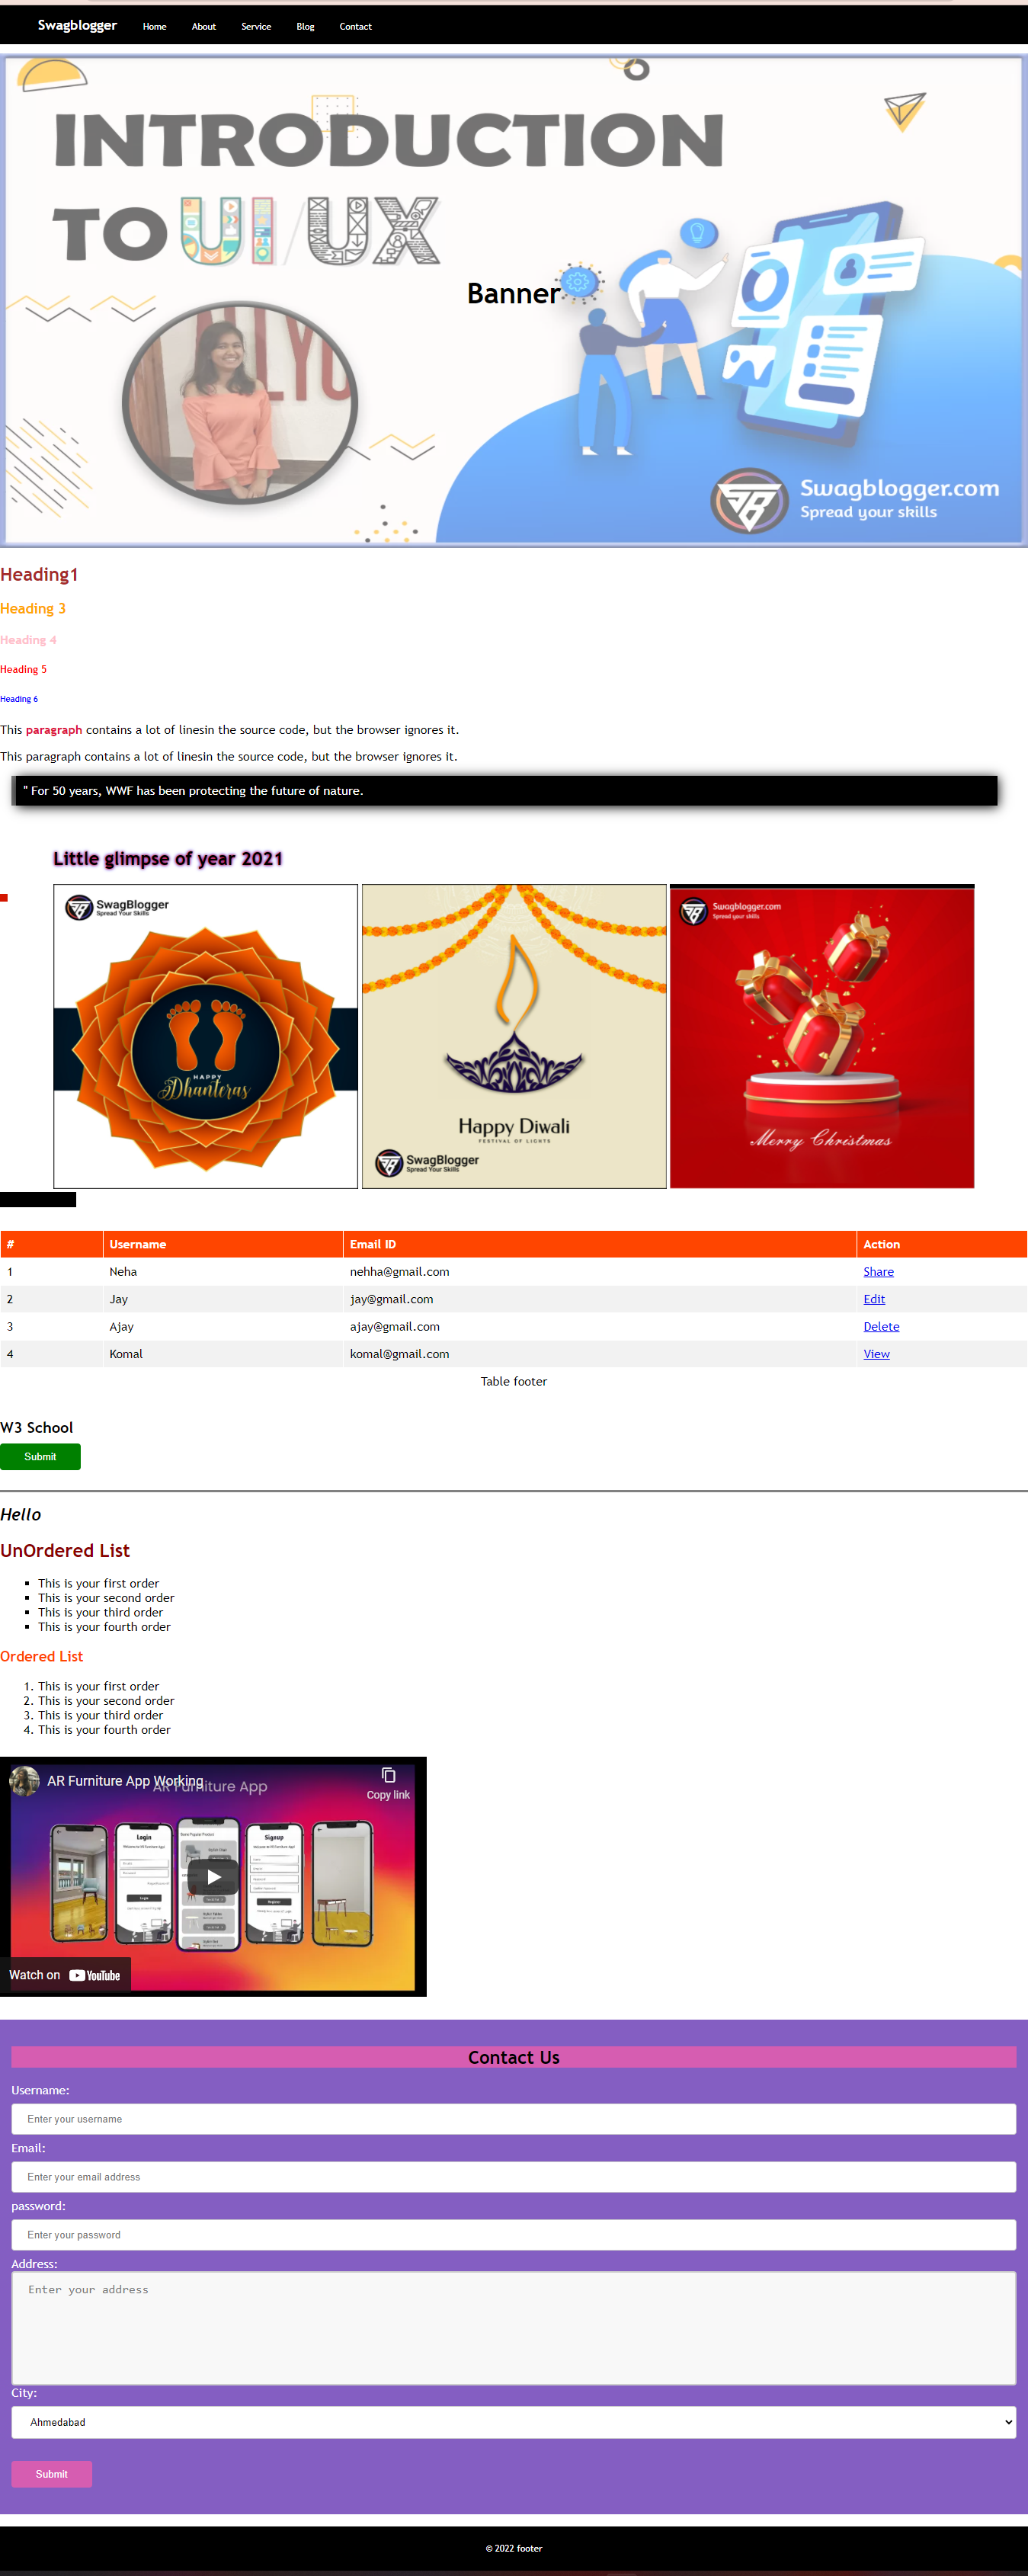 Swagblogger Home About Service Blog Contact
INTRODUCTION
TO UI/UX
Banner
Swagblogger.com
Spread your skills
Heading1
Heading 3
Heading 4
Heading 5
Heading 6
This paragraph contains a lot of linesin the source code, but the browser ignores it.
This paragraph contains a lot of linesin the source code, but the browser ignores it.
" For 50 years, WWF has been protecting the future of nature.
Little glimpse of year 2021
SwagBlogger
Spread Your Skills
HAPPY
Dhanteras
Happy Diwali
FESTIVAL OF LIGHTS
SwagBlogger
Spread Your Skills
Swagblogger.com
Spread your skills
Merry Christmas
# Username Email ID Action
1 Neha nehha@gmail.com Share
2 Jay jay@gmail.com Edit
3 Ajay ajay@gmail.com Delete
4 Komal komal@gmail.com View
Table footer
W3 School
Submit
Hello
UnOrdered List
This is your first order
This is your second order
This is your third order
This is your fourth order
Ordered List
1. This is your first order
2. This is your second order
3. This is your third order
4. This is your fourth order
AR Furniture App Working
AR Furniture App
Copy link
Login
Signup
Watch on YouTube
Contact Us
Username:
Enter your username
Email:
Enter your email address
password:
Enter your password
Address:
Enter your address
City:
Ahmedabad
Submit
© 2022 footer